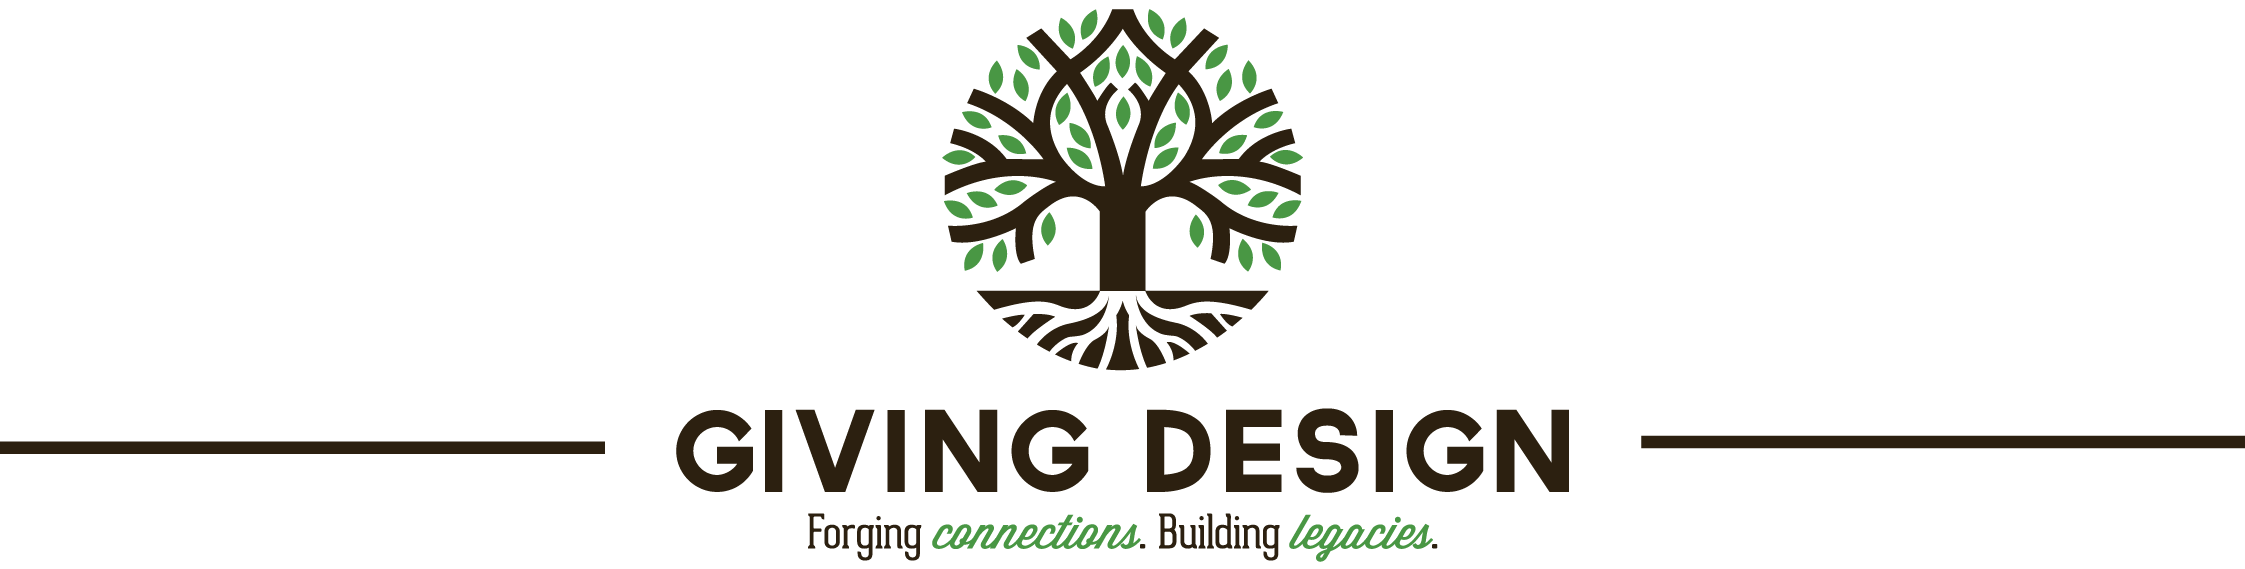 GIVING DESIGN
Forging connections. Building legacies.